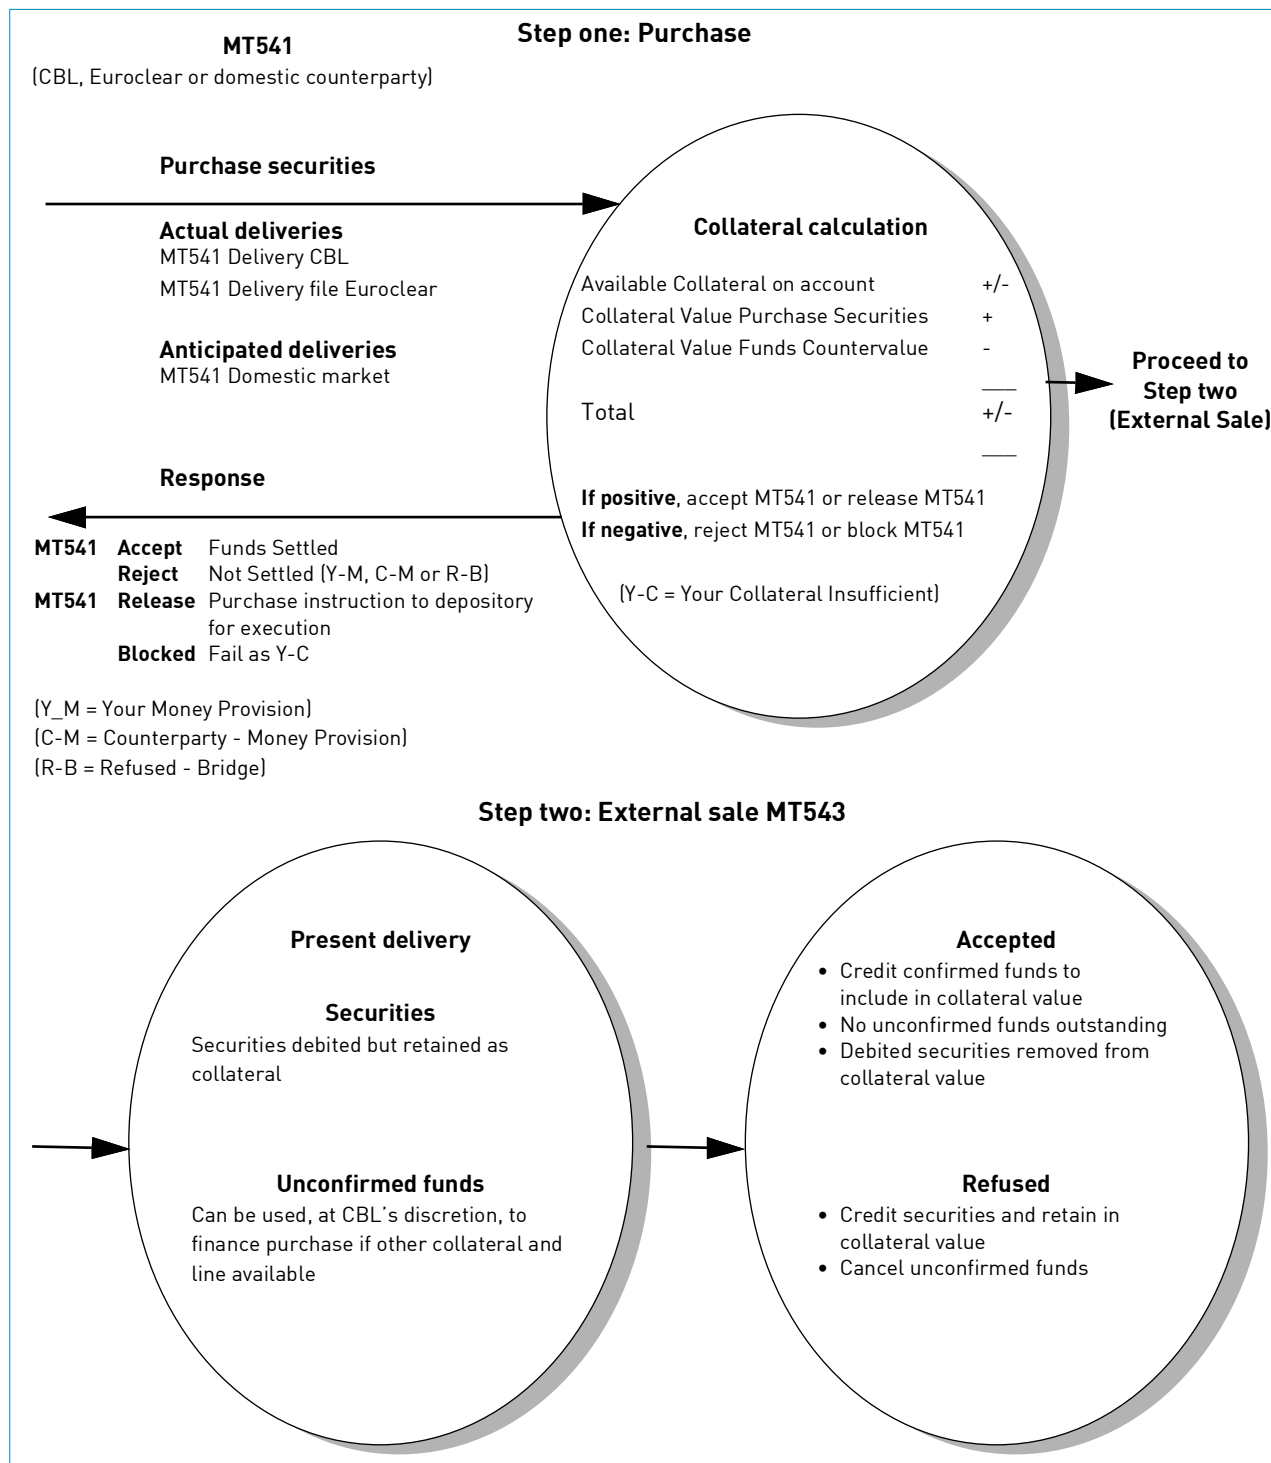 Step one: Purchase
MT541
(CBL, Euroclear or domestic counterparty)
Purchase securities
Actual deliveries
MT541 Delivery CBL
MT541 Delivery file Euroclear
Anticipated deliveries
MT541 Domestic market
Response
MT541 Accept Funds Settled
Reject Not Settled (Y-M, C-M or R-B)
MT541 Release Purchase instruction to depository
for execution
Blocked Fail as Y-C
(Y_M = Your Money Provision)
(C-M = Counterparty - Money Provision)
(R-B = Refused - Bridge)
Collateral calculation
Available Collateral on account +/-
Collateral Value Purchase Securities +
Collateral Value Funds Countervalue -
___
Total +/-
___
If positive, accept MT541 or release MT541
If negative, reject MT541 or block MT541
(Y-C = Your Collateral Insufficient)
Proceed to
Step two
(External Sale)
Step two: External sale MT543
Present delivery
Securities
Securities debited but retained as
collateral
Unconfirmed funds
Can be used, at CBL's discretion, to
finance purchase if other collateral and
line available
Accepted
• Credit confirmed funds to
include in collateral value
• No unconfirmed funds outstanding
• Debited securities removed from
collateral value
Refused
• Credit securities and retain in
collateral value
• Cancel unconfirmed funds